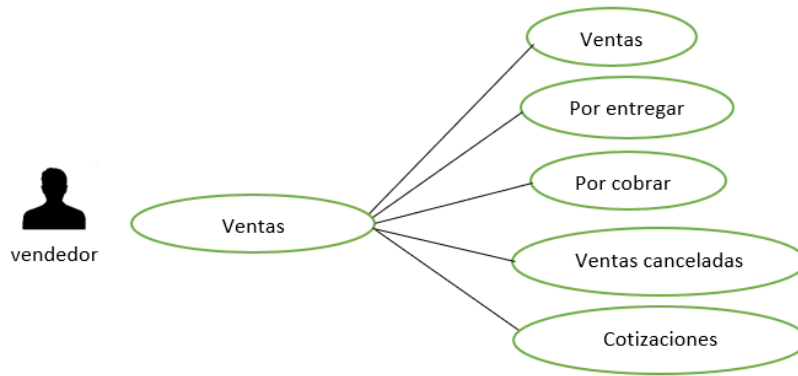 Ventas
Por entregar
Por cobrar
Ventas
vendedor
Ventas canceladas
Cotizaciones